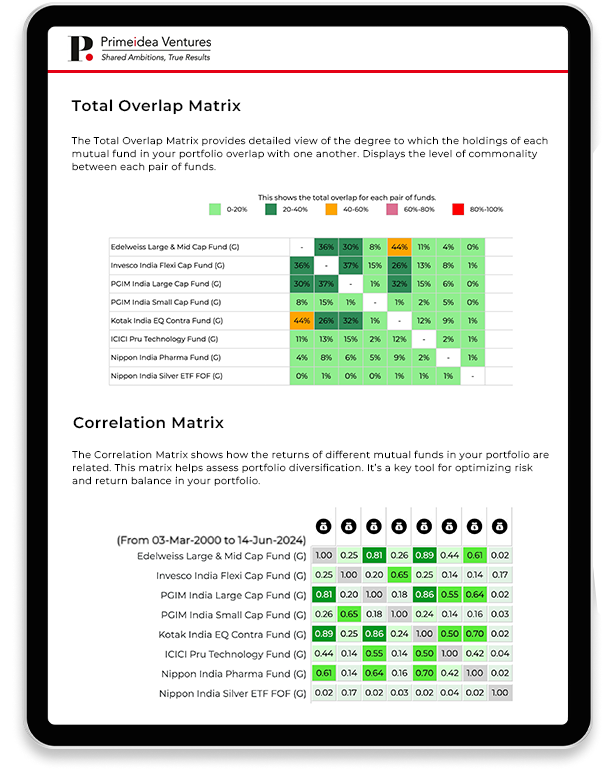 P.
Primeidea Ventures
Shared Ambitions, True Results
Total Overlap Matrix
The Total Overlap Matrix provides detailed view of the degree to which the holdings of each
mutual fund in your portfolio overlap with one another. Displays the level of commonality
between each pair of funds.
This shows the total overlap for each pair of funds.
0-20% 20-40% 40-60% 60%-80% 80%-100%
Edelweiss Large & Mid Cap Fund (G) - 36% 30% 8% 44% 11% 4% 0%
Invesco India Flexi Cap Fund (G) 36% - 37% 15% 26% 13% 8% 1%
PGIM India Large Cap Fund (G) 30% 37% - 1% 32% 15% 6% 0%
PGIM India Small Cap Fund (G) 8% 15% 1% - 1% 2% 5% 0%
Kotak India EQ Contra Fund (G) 44% 26% 32% 1% - 12% 9% 1%
ICICI Pru Technology Fund (G) 11% 13% 15% 2% 12% - 2% 1%
Nippon India Pharma Fund (G) 4% 8% 6% 5% 9% 2% - 1%
Nippon India Silver ETF FOF (G) 0% 1% 0% 0% 1% 1% 1% -
Correlation Matrix
The Correlation Matrix shows how the returns of different mutual funds in your portfolio are
related. This matrix helps assess portfolio diversification. It's a key tool for optimizing risk
and return balance in your portfolio.
(From 03-Mar-2000 to 14-Jun-2024)
Edelweiss Large & Mid Cap Fund (G) 1.00 0.25 0.81 0.26 0.89 0.44 0.61 0.02
Invesco India Flexi Cap Fund (G) 0.25 1.00 0.20 0.65 0.25 0.14 0.14 0.17
PGIM India Large Cap Fund (G) 0.81 0.20 1.00 0.18 0.86 0.55 0.64 0.02
PGIM India Small Cap Fund (G) 0.26 0.65 0.18 1.00 0.24 0.14 0.16 0.03
Kotak India EQ Contra Fund (G) 0.89 0.25 0.86 0.24 1.00 0.50 0.70 0.02
ICICI Pru Technology Fund (G) 0.44 0.14 0.55 0.14 0.50 1.00 0.42 0.04
Nippon India Pharma Fund (G) 0.61 0.14 0.64 0.16 0.70 0.42 1.00 0.02
Nippon India Silver ETF FOF (G) 0.02 0.17 0.02 0.03 0.02 0.04 0.02 1.00